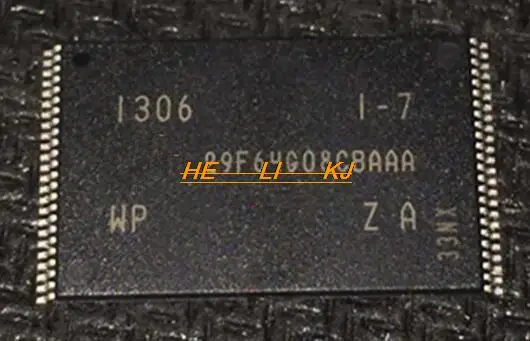 1306 1-7
29F64G08CBAAA
HE LI KJ
WP Z A
33NX